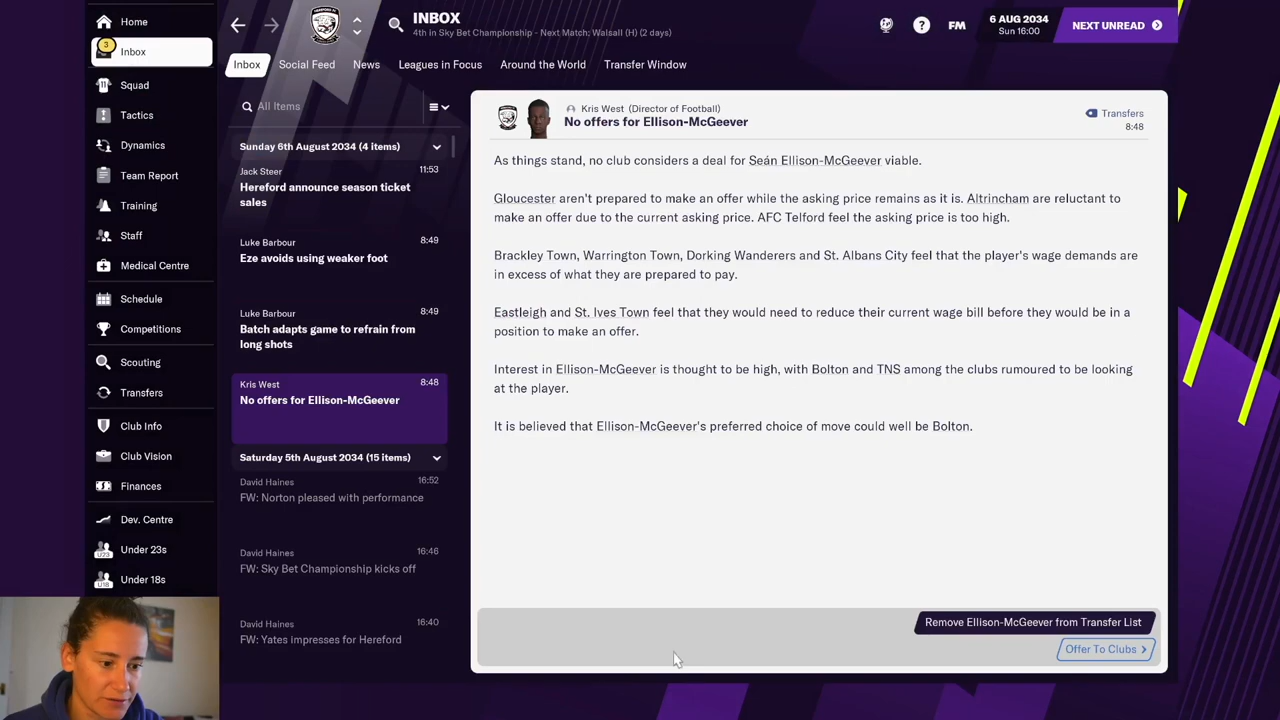 Home
Inbox
3
Squad
Tactics
Dynamics
Team Report
Training
Staff
Medical Centre
Schedule
Competitions
Scouting
Transfers
Club Info
Club Vision
Finances
Dev. Centre
Under 23s
Under 18s
INBOX
4th in Sky Bet Championship - Next Match: Walsall (H) (2 days)
FM
6 AUG 2034
Sun 16:00
NEXT UNREAD
Inbox
Social Feed
News
Leagues in Focus
Around the World
Transfer Window
All Items
Sunday 6th August 2034 (4 items)
Jack Steer
11:53
Hereford announce season ticket
sales
Luke Barbour
8:49
Eze avoids using weaker foot
Luke Barbour
8:49
Batch adapts game to refrain from
long shots
Kris West
8:48
No offers for Ellison-McGeever
Saturday 5th August 2034 (15 items)
David Haines
16:52
FW: Norton pleased with performance
David Haines
16:46
FW: Sky Bet Championship kicks off
David Haines
16:40
FW: Yates impresses for Hereford
Kris West (Director of Football)
No offers for Ellison-McGeever
Transfers
8:48
As things stand, no club considers a deal for Seán Ellison-McGeever viable.
Gloucester aren't prepared to make an offer while the asking price remains as it is. Altrincham are reluctant to
make an offer due to the current asking price. AFC Telford feel the asking price is too high.
Brackley Town, Warrington Town, Dorking Wanderers and St. Albans City feel that the player's wage demands are
in excess of what they are prepared to pay.
Eastleigh and St. Ives Town feel that they would need to reduce their current wage bill before they would be in a
position to make an offer.
Interest in Ellison-McGeever is thought to be high, with Bolton and TNS among the clubs rumoured to be looking
at the player.
It is believed that Ellison-McGeever's preferred choice of move could well be Bolton.
Remove Ellison-McGeever from Transfer List
Offer To Clubs